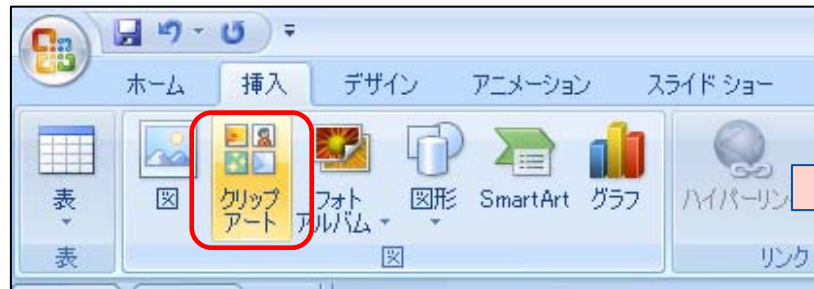 ホーム 挿入 デザイン アニメーション スライド ショー
表 図 クリップ フォト 図形 SmartArt グラフ ハイパーリン
アート アルバム
表 図 リンク